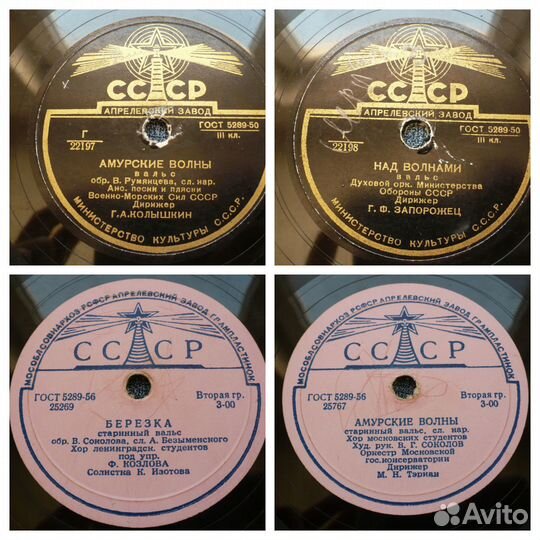 СССР
АПРЕЛЕВСКИЙ ЗАВОД
ГОСТ 5289-50
III кл.
Г
22197
АМУРСКИЕ ВОЛНЫ
вальс
обр. В. Румянцева, сл. нар.
Анс. песни и пляски
Военно-Морских Сил СССР
Дирижер
Г.А.КОЛЫШКИН
МИНИСТЕРСТВО КУЛЬТУРЫ СССР.
СССР
АПРЕЛЕВСКИЙ ЗАВОД
ГОСТ 5289-50
III кл.
22198
НАД ВОЛНАМИ
вальс
Духовой орк. Министерства
Обороны СССР
Дирижер
Г. Ф. ЗАПОРОЖЕЦ
МИНИСТЕРСТВО КУЛЬТУРЫ С.С.С.Р.
МОСОБЛСОВНАРХОЗ РСФСР АПРЕЛЕВСКИЙ ЗАВОД ГРАМПЛАСТИНОК
СССР
ГОСТ 5289-56
25269
Вторая гр.
3-00
БЕРЕЗКА
старинный вальс
обр. В. Соколова, сл. А. Безыменского
Хор ленинградск. студентов
под упр.
Ф. КОЗЛОВА
Солистка К. Изотова
МОСОБЛСОВНАРХОЗ РСФСР АПРЕЛЕВСКИЙ ЗАВОД ГРАМПЛАСТИНОК
СССР
ГОСТ 5289-56
25767
Вторая гр.
3-00
АМУРСКИЕ ВОЛНЫ
старинный вальс, сл. нар.
Хор московских студентов
Худ. рук. В. Г. СОКОЛОВ
Оркестр Московской
гос.консерватории
Дирижер
М. Н. Тэриан
Avito